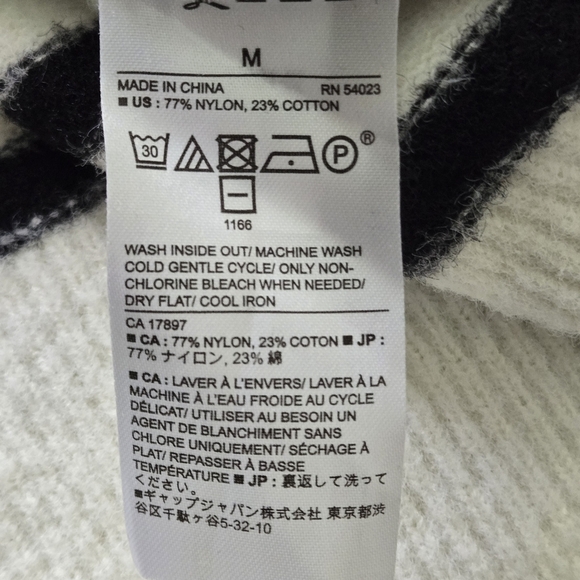 M
MADE IN CHINA RN 54023
■ US : 77% NYLON, 23% COTTON
30 P ®
1166
WASH INSIDE OUT/ MACHINE WASH
COLD GENTLE CYCLE/ ONLY NON-
CHLORINE BLEACH WHEN NEEDED/
DRY FLAT/ COOL IRON
CA 17897
■ CA : 77% NYLON, 23% COTON ■ JP :
77% ナイロン, 23% 綿
■ CA : LAVER À L'ENVERS/ LAVER À LA
MACHINE À L'EAU FROIDE AU CYCLE
DÉLICAT/ UTILISER AU BESOIN UN
AGENT DE BLANCHIMENT SANS
CHLORE UNIQUEMENT/ SÉCHAGE À
PLAT/ REPASSER À BASSE
TEMPÉRATURE ■ JP : 裏返して洗って
ください。
■ギャップジャパン株式会社 東京都渋
谷区千駄ヶ谷5-32-10